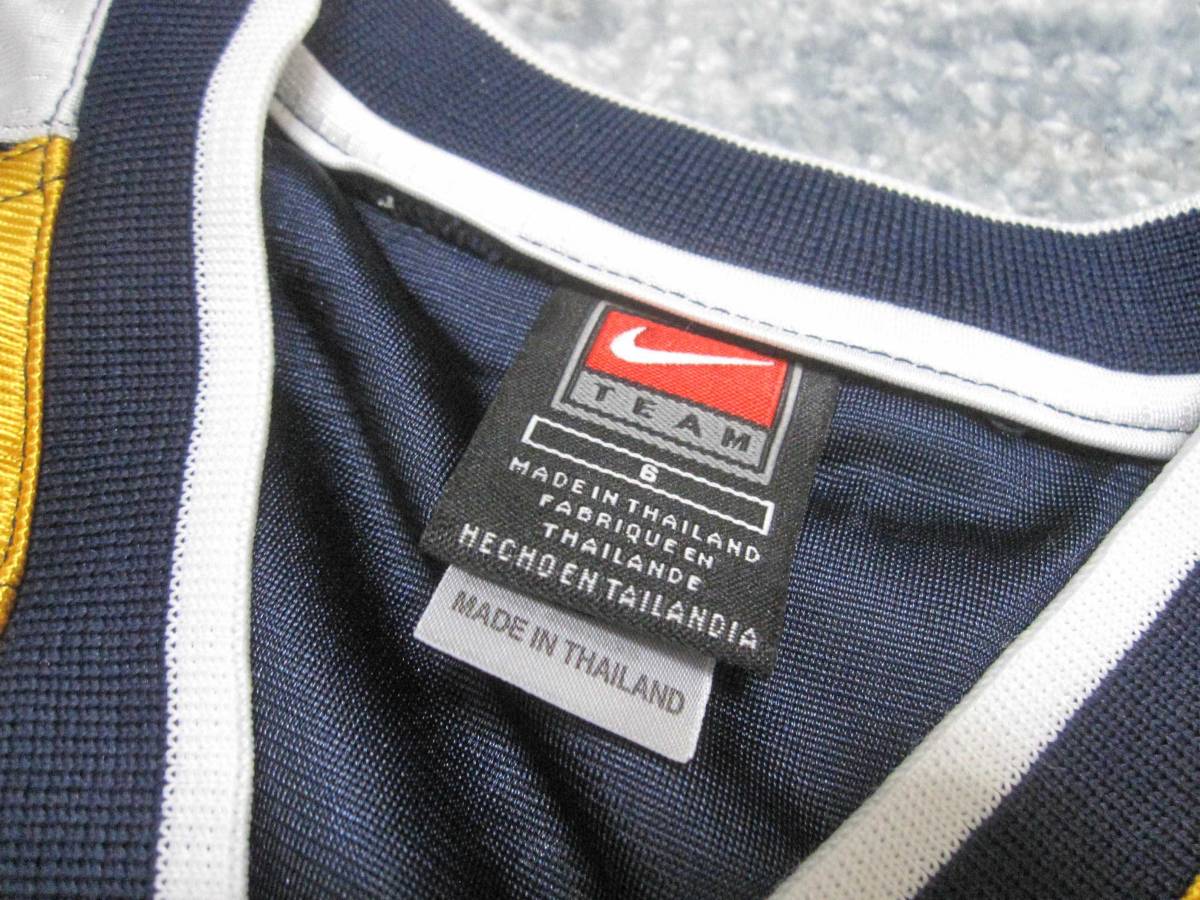 TEAM
6
MADE IN THAILAND
FABRIQUE EN
THAILANDE
HECHO EN TAILANDIA
MADE IN THAILAND